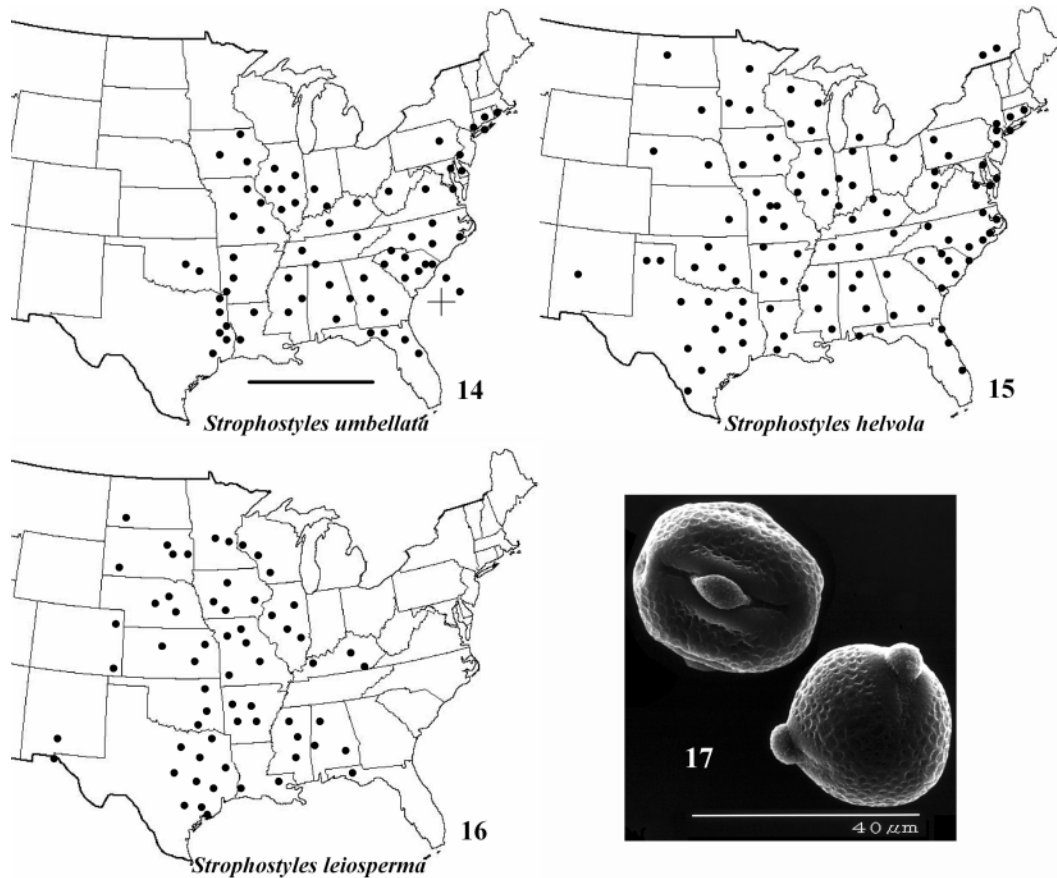 14
Strophostyles umbellata
15
Strophostyles helvola
16
Strophostyles leiosperma
17
40 μm